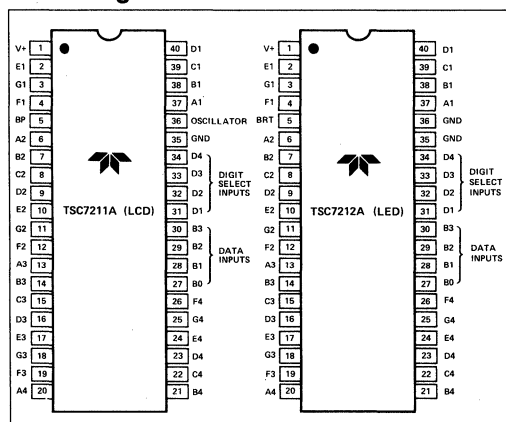 V+ 1 40 D1
E1 2 39 C1
G1 3 38 B1
F1 4 37 A1
BP 5 36 OSCILLATOR
A2 6 35 GND
B2 7 34 D4
C2 8 33 D3
D2 9 32 D2
E2 10 31 D1
G2 11 30 B3
F2 12 29 B2
A3 13 28 B1
B3 14 27 B0
C3 15 26 F4
D3 16 25 G4
E3 17 24 E4
G3 18 23 D4
F3 19 22 C4
A4 20 21 B4
TSC7211A (LCD)
DIGIT
SELECT
INPUTS
DATA
INPUTS
V+ 1 40 D1
E1 2 39 C1
G1 3 38 B1
F1 4 37 A1
BRT 5 36 GND
A2 6 35 GND
B2 7 34 D4
C2 8 33 D3
D2 9 32 D2
E2 10 31 D1
G2 11 30 B3
F2 12 29 B2
A3 13 28 B1
B3 14 27 B0
C3 15 26 F4
D3 16 25 G4
E3 17 24 E4
G3 18 23 D4
F3 19 22 C4
A4 20 21 B4
TSC7212A (LED)
DIGIT
SELECT
INPUTS
DATA
INPUTS